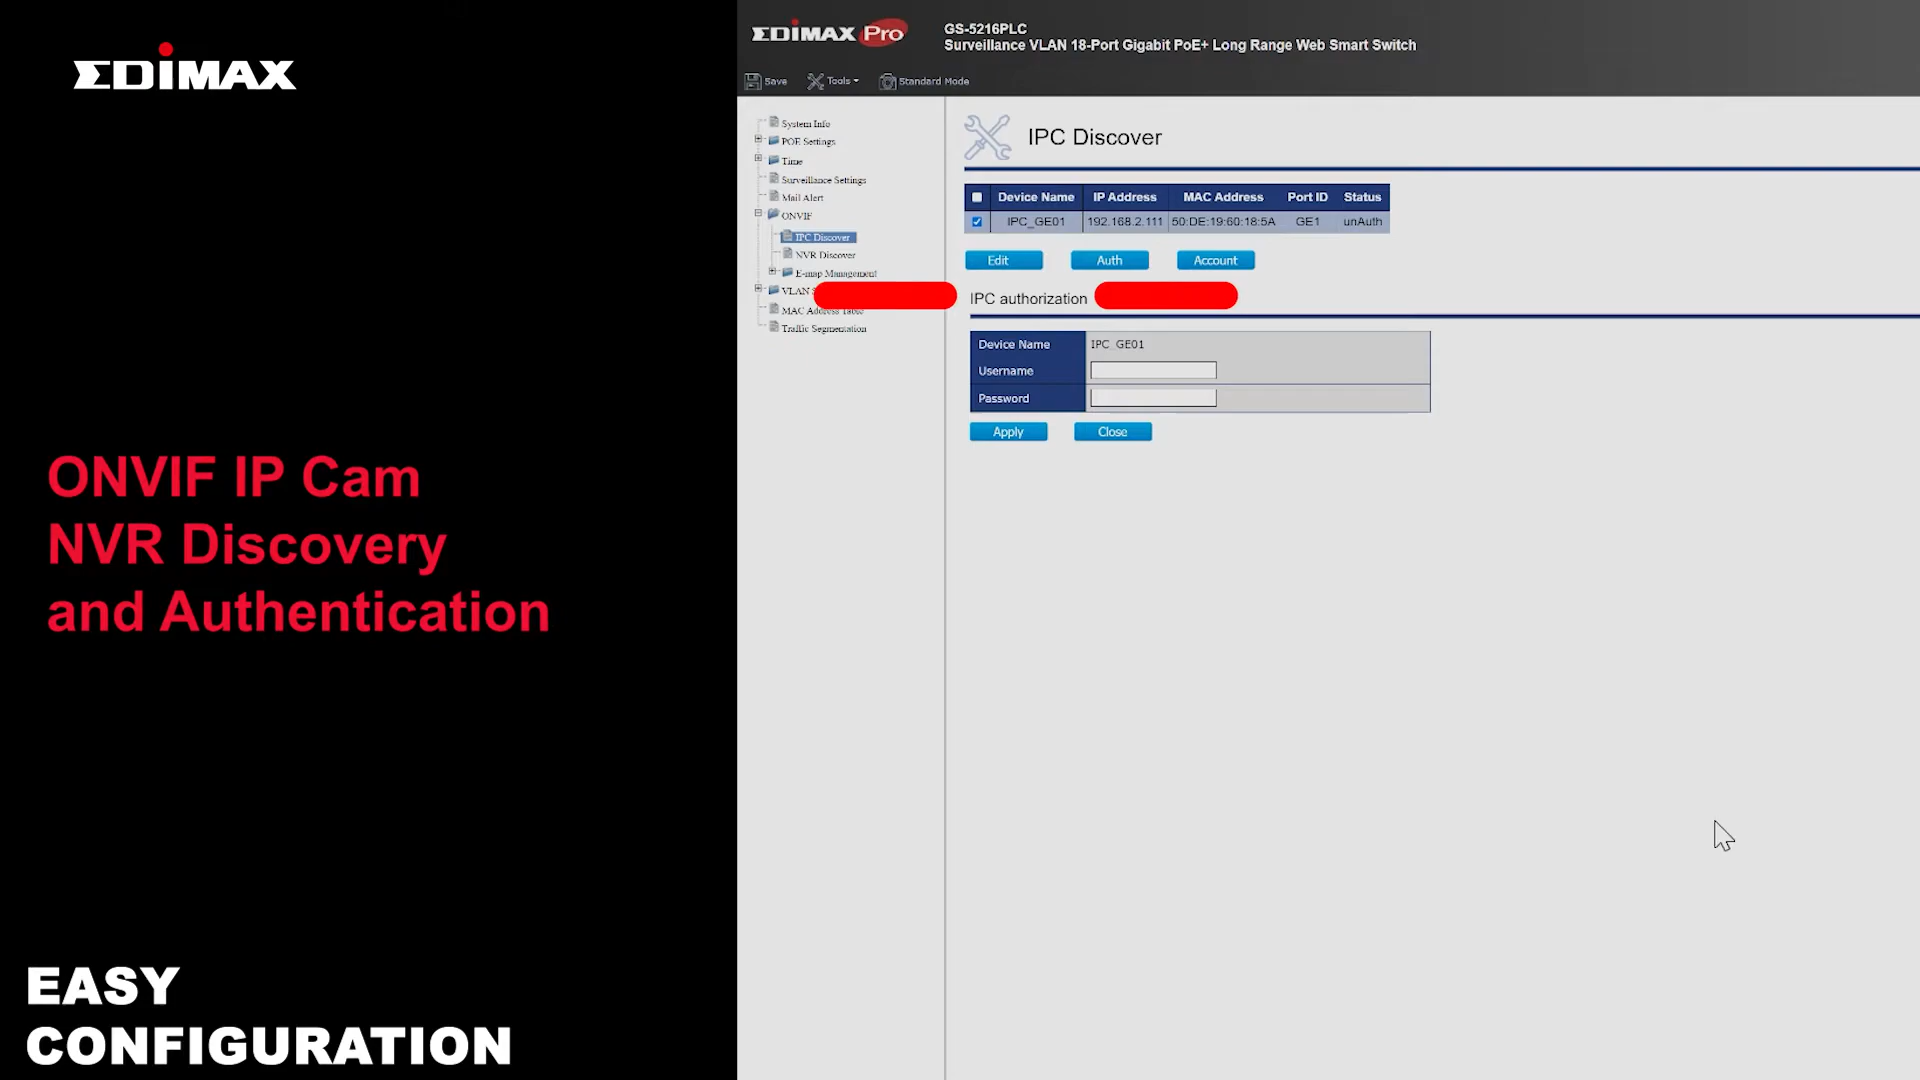 EDIMAX
ONVIF IP Cam
NVR Discovery
and Authentication
EASY
CONFIGURATION
EDIMAX Pro
GS-5216PLC
Surveillance VLAN 18-Port Gigabit PoE+ Long Range Web Smart Switch
Save Tools Standard Mode
System Info
POE Settings
Time
Surveillance Settings
Mail Alert
ONVIF
IPC Discover
NVR Discover
E-map Management
VLAN
MAC Address Table
Traffic Segmentation
IPC Discover
Device Name IP Address MAC Address Port ID Status
IPC_GE01 192.168.2.111 50:DE:19:60:18:5A GE1 unAuth
Edit Auth Account
IPC authorization
Device Name IPC_GE01
Username
Password
Apply Close